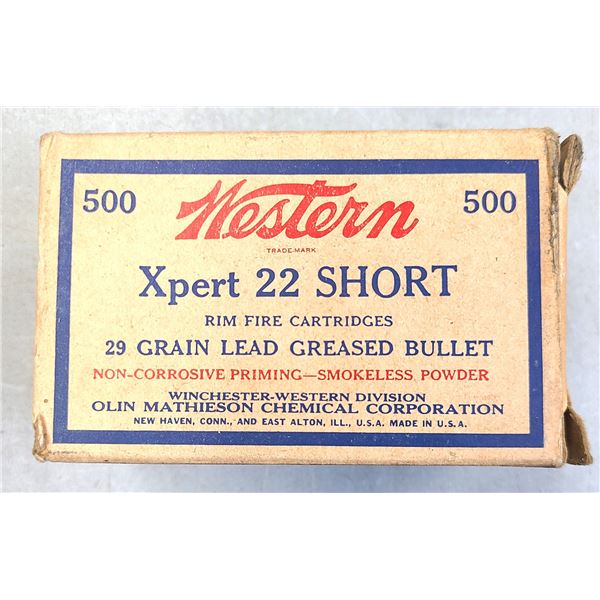 500 Western 500
TRADE-MARK
Xpert 22 SHORT
RIM FIRE CARTRIDGES
29 GRAIN LEAD GREASED BULLET
NON-CORROSIVE PRIMING—SMOKELESS POWDER
WINCHESTER-WESTERN DIVISION
OLIN MATHIESON CHEMICAL CORPORATION
NEW HAVEN, CONN., AND EAST ALTON, ILL., U.S.A. MADE IN U.S.A.